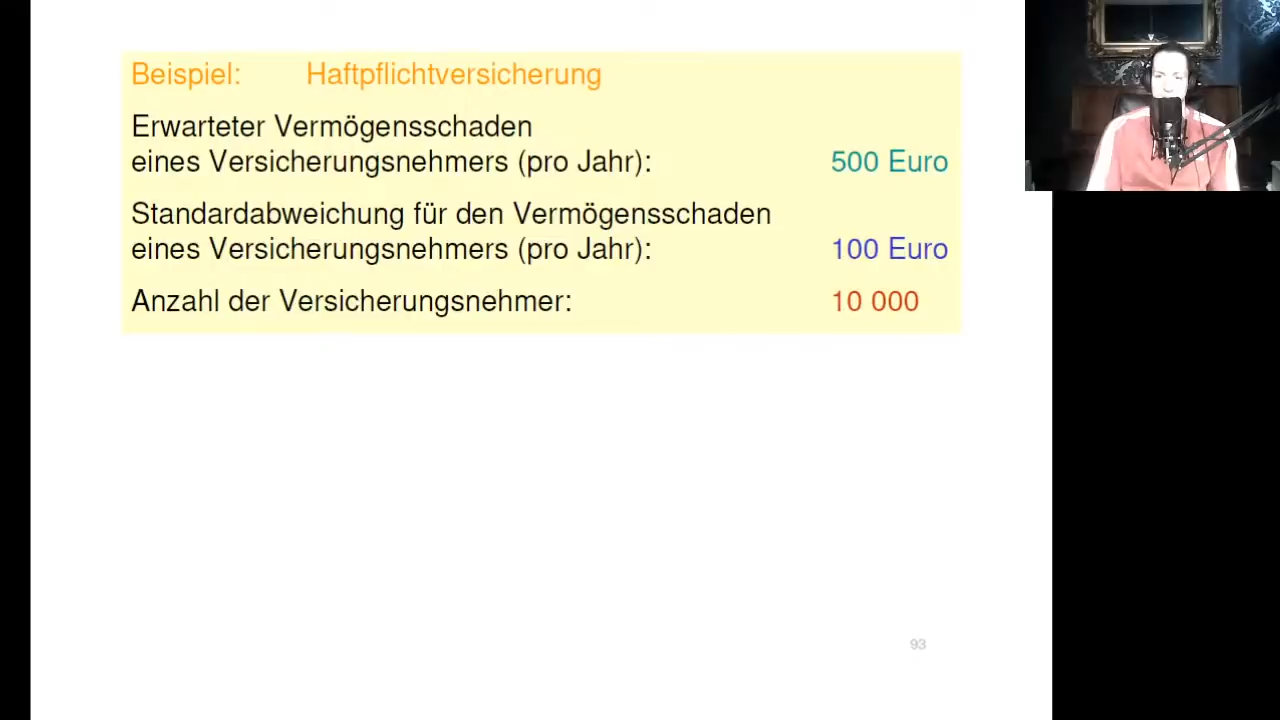 Beispiel: Haftpflichtversicherung
Erwarteter Vermögensschaden
eines Versicherungsnehmers (pro Jahr): 500 Euro
Standardabweichung für den Vermögensschaden
eines Versicherungsnehmers (pro Jahr): 100 Euro
Anzahl der Versicherungsnehmer: 10 000
93